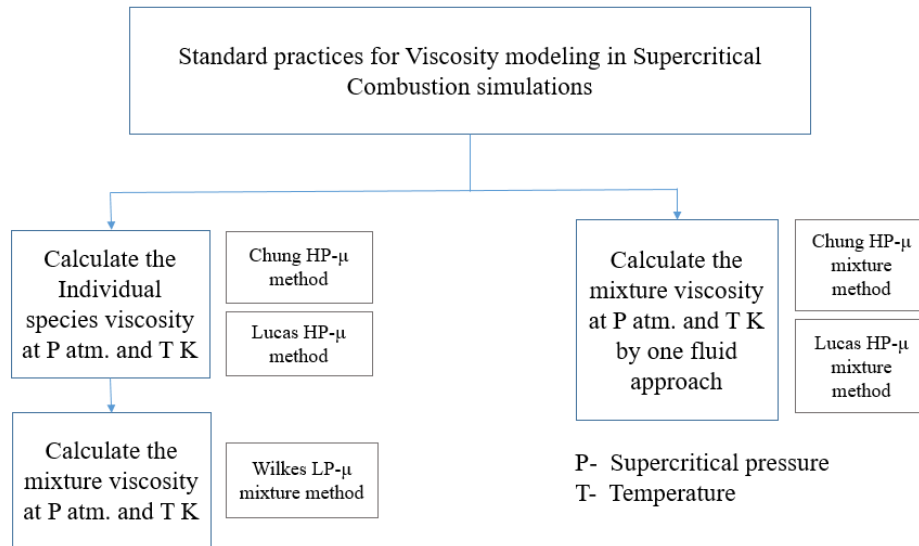 Standard practices for Viscosity modeling in Supercritical
Combustion simulations
Calculate the
Individual
species viscosity
at P atm. and T K
Chung HP-μ
method
Lucas HP-μ
method
Calculate the
mixture viscosity
at P atm. and T K
Wilkes LP-μ
mixture method
Calculate the
mixture viscosity
at P atm. and T K
by one fluid
approach
Chung HP-μ
mixture
method
Lucas HP-μ
mixture
method
P- Supercritical pressure
T- Temperature